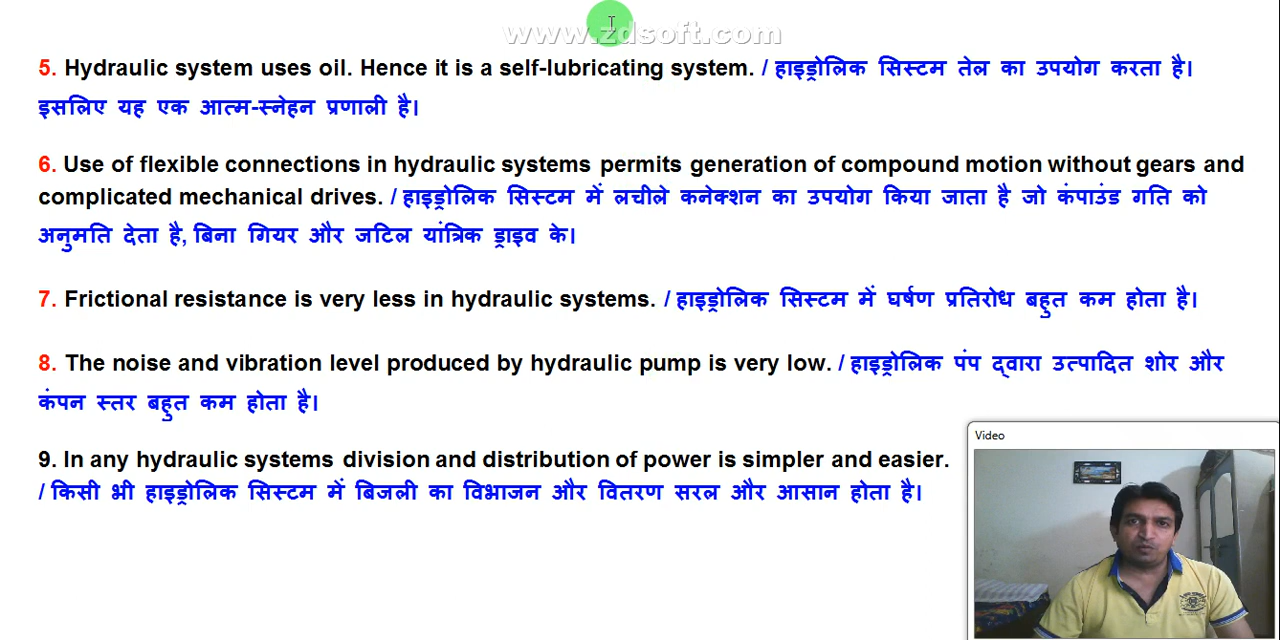 www.zdsoft.com
5. Hydraulic system uses oil. Hence it is a self-lubricating system. / हाइड्रोलिक सिस्टम तेल का उपयोग करता है।
इसलिए यह एक आत्म-स्नेहन प्रणाली है।
6. Use of flexible connections in hydraulic systems permits generation of compound motion without gears and
complicated mechanical drives. / हाइड्रोलिक सिस्टम में लचीले कनेक्शन का उपयोग किया जाता है जो कंपाउंड गति को
अनुमति देता है, बिना गियर और जटिल यांत्रिक ड्राइव के।
7. Frictional resistance is very less in hydraulic systems. / हाइड्रोलिक सिस्टम में घर्षण प्रतिरोध बहुत कम होता है।
8. The noise and vibration level produced by hydraulic pump is very low. / हाइड्रोलिक पंप द्वारा उत्पादित शोर और
कंपन स्तर बहुत कम होता है।
9. In any hydraulic systems division and distribution of power is simpler and easier.
/ किसी भी हाइड्रोलिक सिस्टम में बिजली का विभाजन और वितरण सरल और आसान होता है।
Video